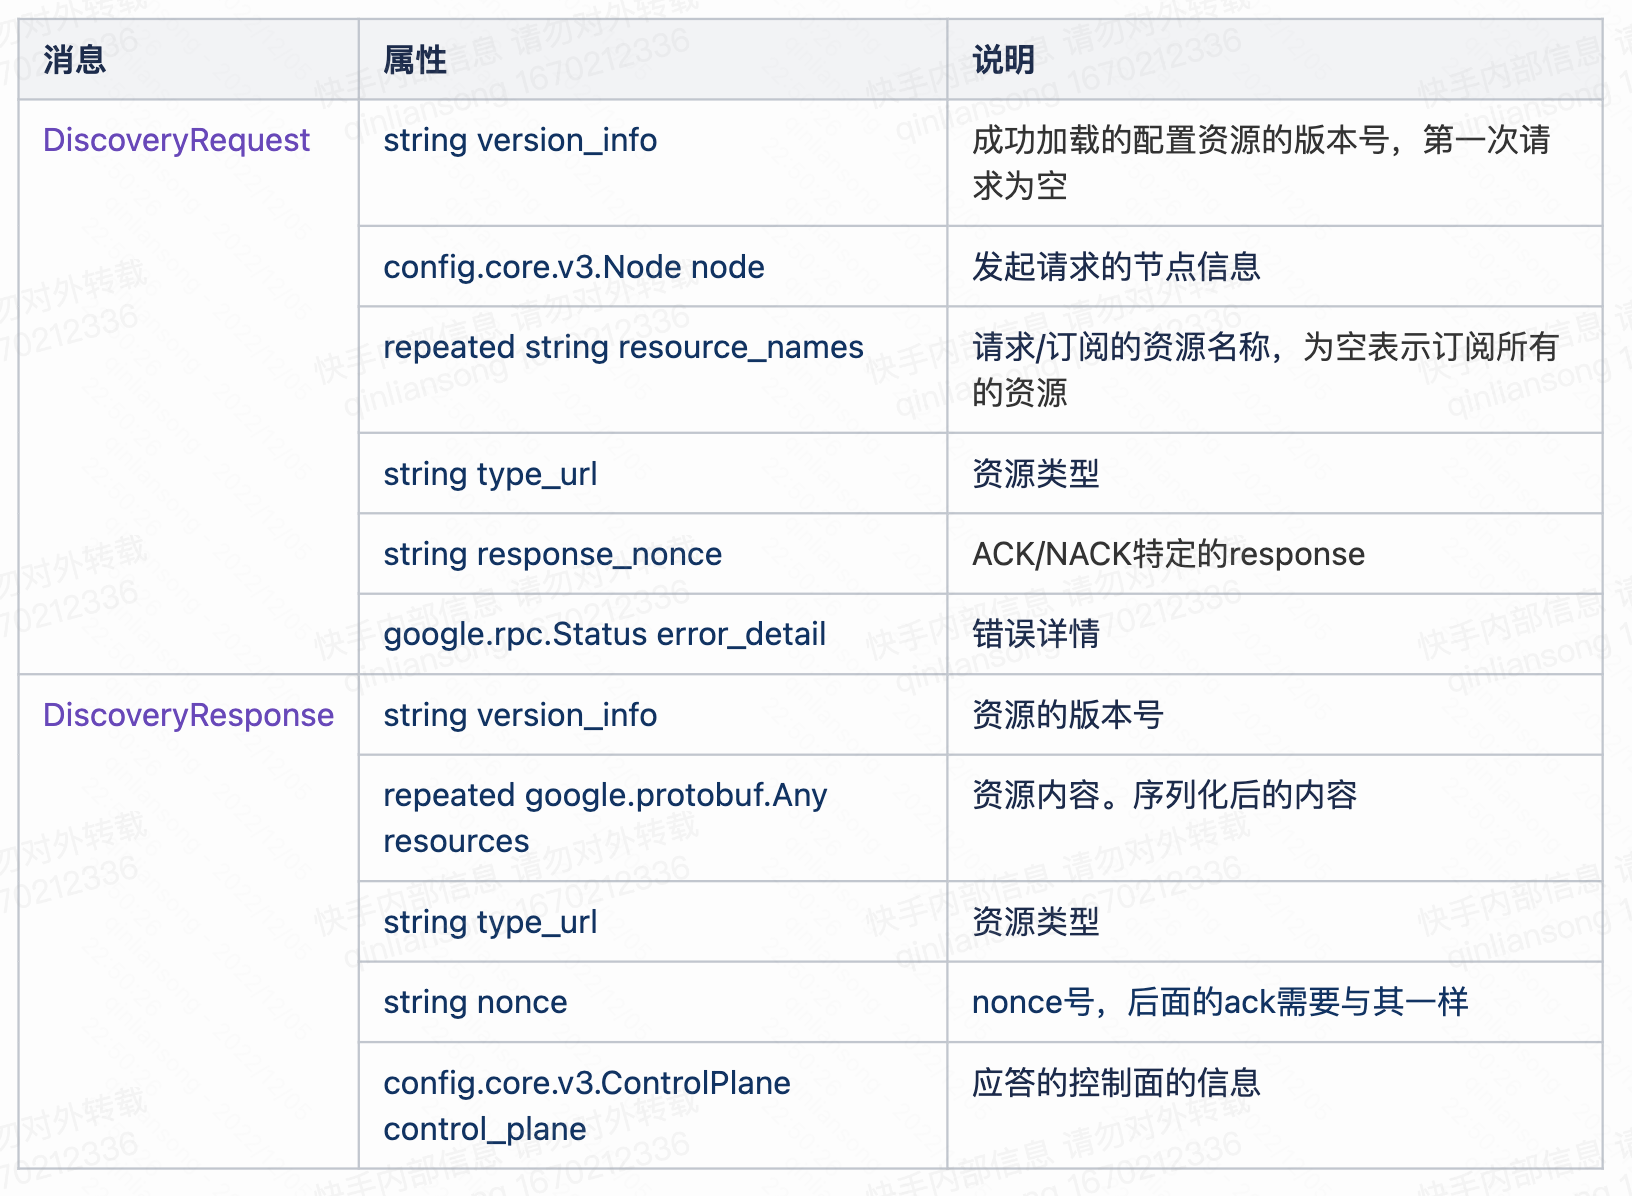 消息 属性 说明
DiscoveryRequest string version_info 成功加载的配置资源的版本号，第一次请
求为空
config.core.v3.Node node 发起请求的节点信息
repeated string resource_names 请求/订阅的资源名称，为空表示订阅所有
的资源
string type_url 资源类型
string response_nonce ACK/NACK特定的response
google.rpc.Status error_detail 错误详情
DiscoveryResponse string version_info 资源的版本号
repeated google.protobuf.Any 资源内容。序列化后的内容
resources
string type_url 资源类型
string nonce nonce号，后面的ack需要与其一样
config.core.v3.ControlPlane 应答的控制面的信息
control_plane
快手内部信息 请勿对外转载
qinliansong 1670212336